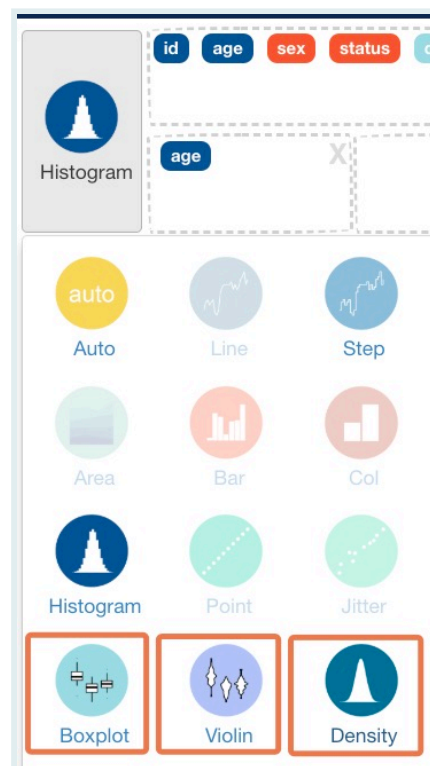 id age sex status
Histogram
age X
auto
Auto Line Step
Area Bar Col
Histogram Point Jitter
Boxplot Violin Density